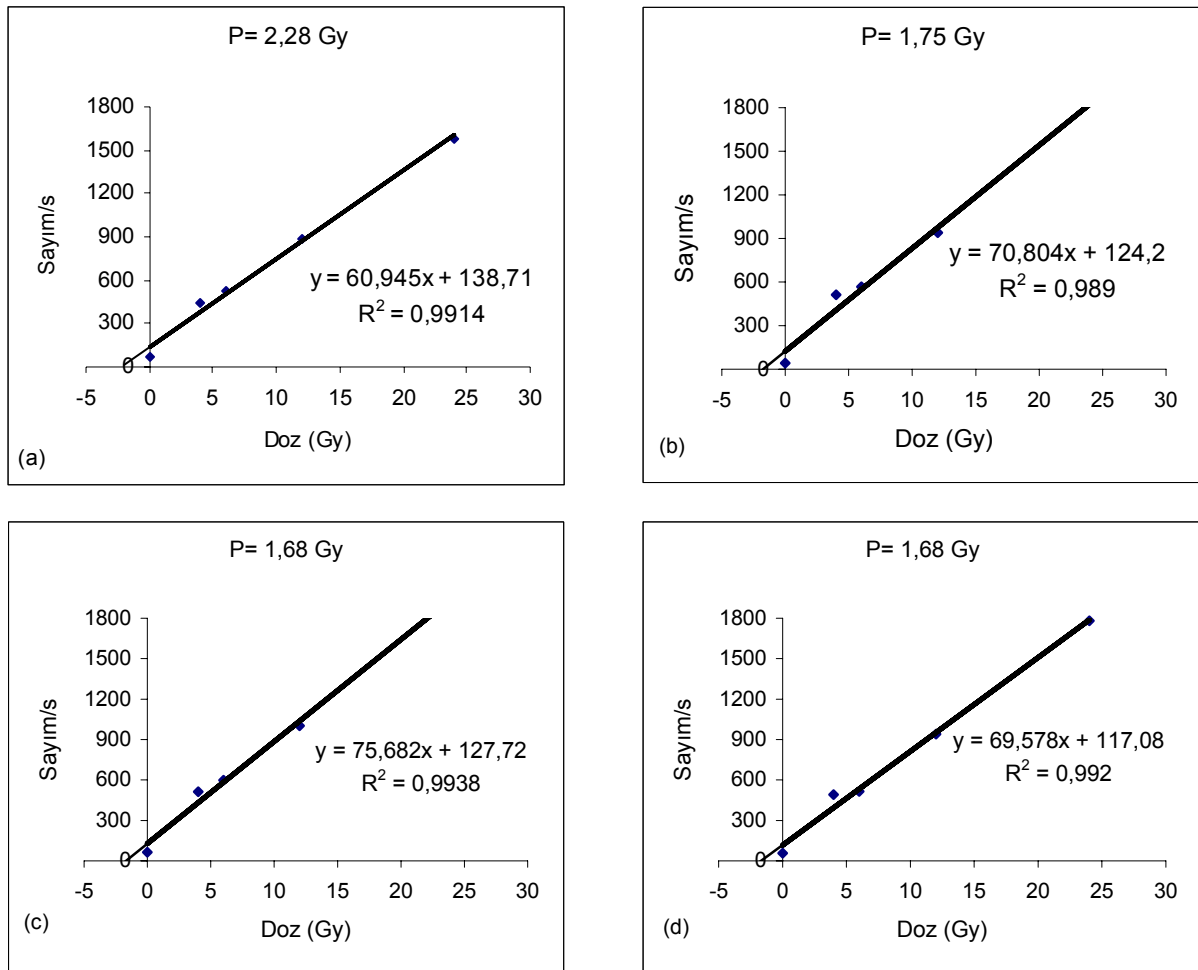 P= 2,28 Gy
1800
1500
1200
900
600
300
0
Sayım/s
y = 60,945x + 138,71
R² = 0,9914
-5 0 5 10 15 20 25 30
Doz (Gy)
(a)
P= 1,75 Gy
1800
1500
1200
900
600
300
0
Sayım/s
y = 70,804x + 124,2
R² = 0,989
-5 0 5 10 15 20 25 30
Doz (Gy)
(b)
P= 1,68 Gy
1800
1500
1200
900
600
300
0
Sayım/s
y = 75,682x + 127,72
R² = 0,9938
-5 0 5 10 15 20 25 30
Doz (Gy)
(c)
P= 1,68 Gy
1800
1500
1200
900
600
300
0
Sayım/s
y = 69,578x + 117,08
R² = 0,992
-5 0 5 10 15 20 25 30
Doz (Gy)
(d)